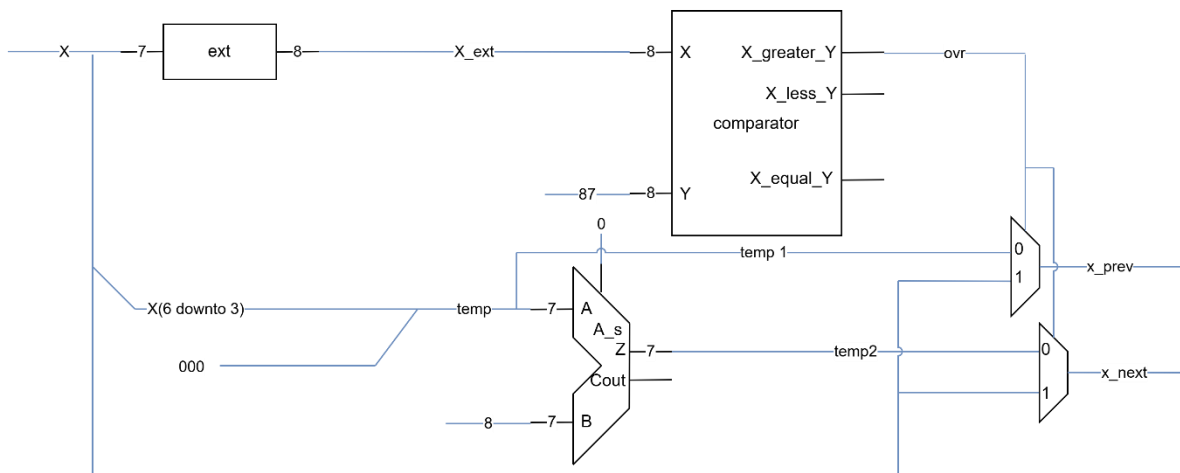 X 7 ext 8 X_ext 8 X X_greater_Y ovr
X_less_Y
comparator
87 8 Y X_equal_Y
0
temp 1 0 x_prev
1
X(6 downto 3) temp 7 A
A_s
Z 7 temp2 0
000 Cout x_next
1
8 7 B